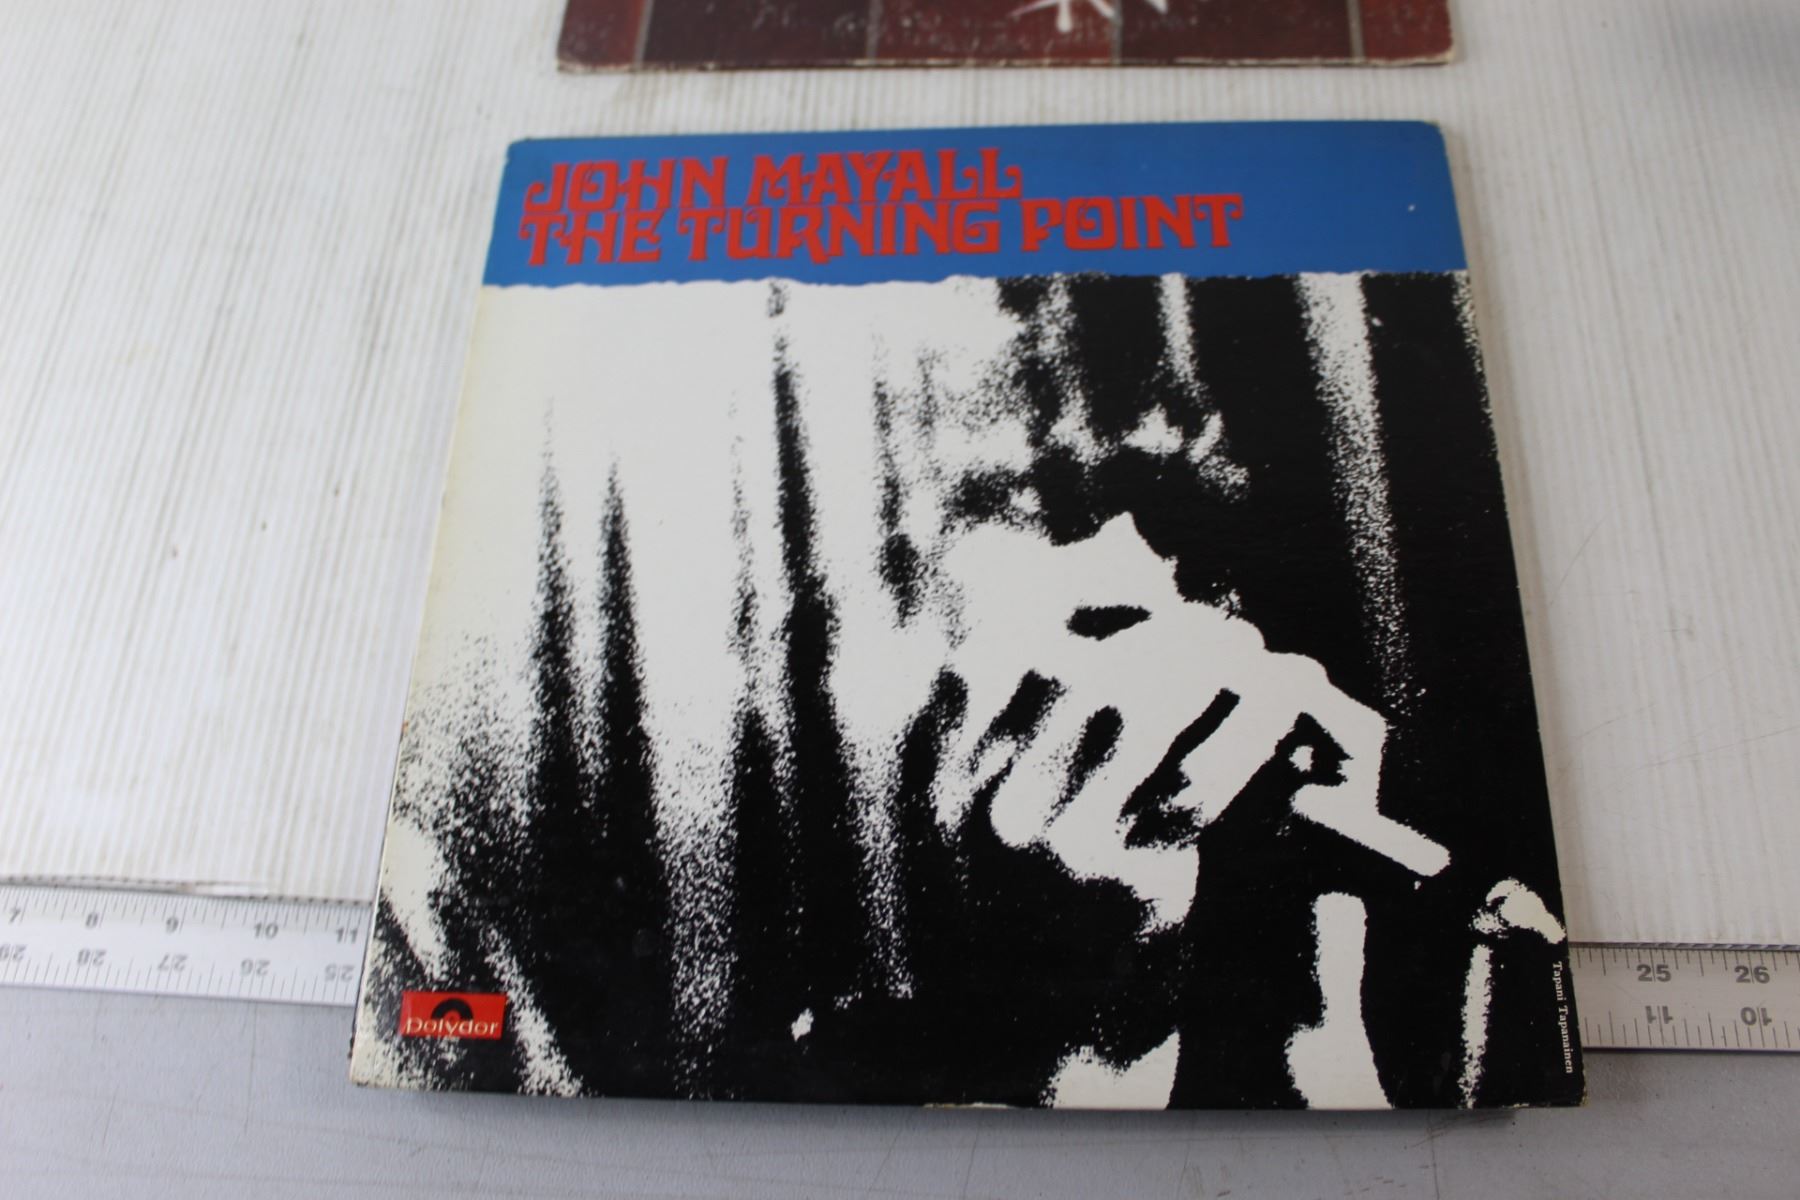 JOHN MAYALL
THE TURNING POINT
polydor
Tapani Tapanainen
7 8 9 10 11
29 28 27 26 25
25 26
11 10